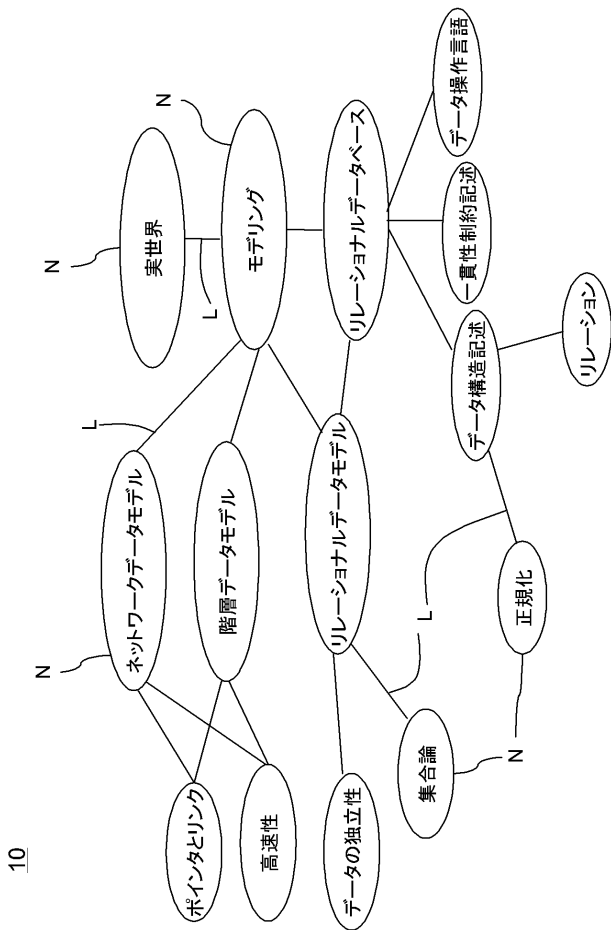 10
N
実世界
L
N
モデリング
L
N
ネットワークデータモデル
階層データモデル
リレーショナルデータモデル
リレーショナルデータベース
ポインタとリンク
高速性
データの独立性
集合論
L
N
正規化
データ構造記述
一貫性制約記述
データ操作言語
リレーション